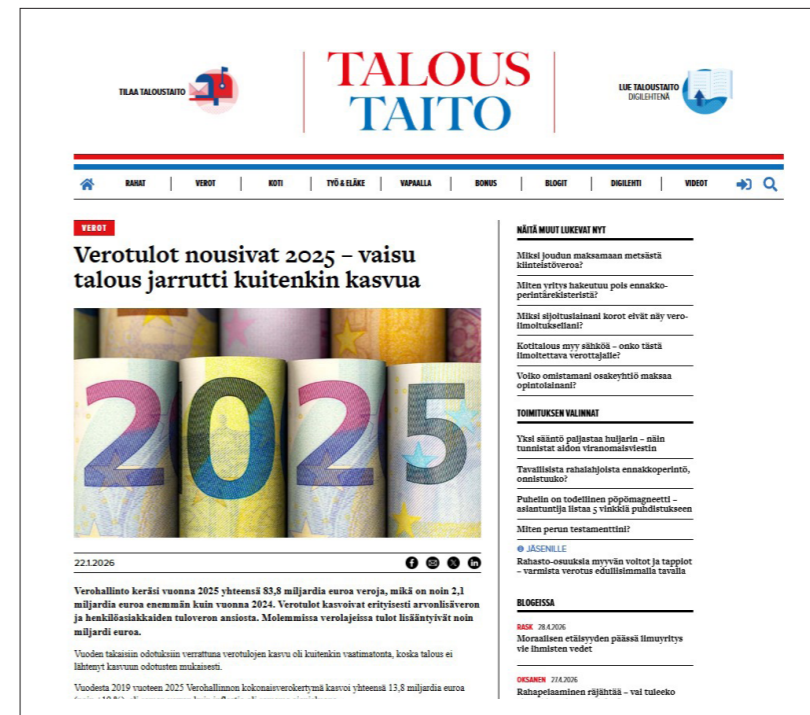 TILAA TALOUSTAITO
TALOUS
TAITO
LUE TALOUSTAITO
DIGILEHTENÄ
RAHAT
VEROT
KOTI
TYÖ & ELÄKE
VAPAALLA
BONUS
BLOGIT
DIGILEHTI
VIDEOT
VEROT
Verotulot nousivat 2025 – vaisu
talous jarrutti kuitenkin kasvua
2025
22.1.2026
Verohallinto keräsi vuonna 2025 yhteensä 83,8 miljardia euroa veroja, mikä on noin 2,1
miljardia euroa enemmän kuin vuonna 2024. Verotulot kasvoivat erityisesti arvonlisäveron
ja henkilöasiakkaiden tuloveron ansiosta. Molemmissa verolajeissa tulot lisääntyivät noin
miljardi euroa.
Vuoden takaisiin odotuksiin verrattuna verotulojen kasvu oli kuitenkin vaatimatonta, koska talous ei
lähtenyt kasvuun odotusten mukaisesti.
Vuodesta 2019 vuoteen 2025 Verohallinnon kokonaisverokertymä kasvoi yhteensä 13,8 miljardia euroa
NÄITÄ MUUT LUKEVAT NYT
Miksi joudun maksamaan metsästä
kiinteistöveroa?
Miten yritys hakeutuu pois ennakko-
perintärekisteristä?
Miksi sijoituslainani korot eivät näy vero-
ilmoituksellani?
Kotitalous myy sähköä – onko tästä
ilmoitettava verottajalle?
Voiko omistamani osakeyhtiö maksaa
opintolainani?
TOIMITUKSEN VALINNAT
Yksi sääntö paljastaa huijarin – näin
tunnistat aidon viranomaisviestin
Tavallisista rahalahjoista ennakkoperintö,
onnistuuko?
Puhelin on todellinen pöpömagneetti –
asiantuntija listaa 5 vinkkiä puhdistukseen
Miten perun testamenttini?
JÄSENILLE
Rahasto-osuuksia myyvän voitot ja tappiot
– varmista verotus edullisimmalla tavalla
BLOGEISSA
RASK 28.4.2026
Moraalisen etäisyyden päässä ilmuyritys
vie ihmisten vedet
OKSANEN 27.4.2026
Rahapelaaminen räjähtää – vai tuleeko